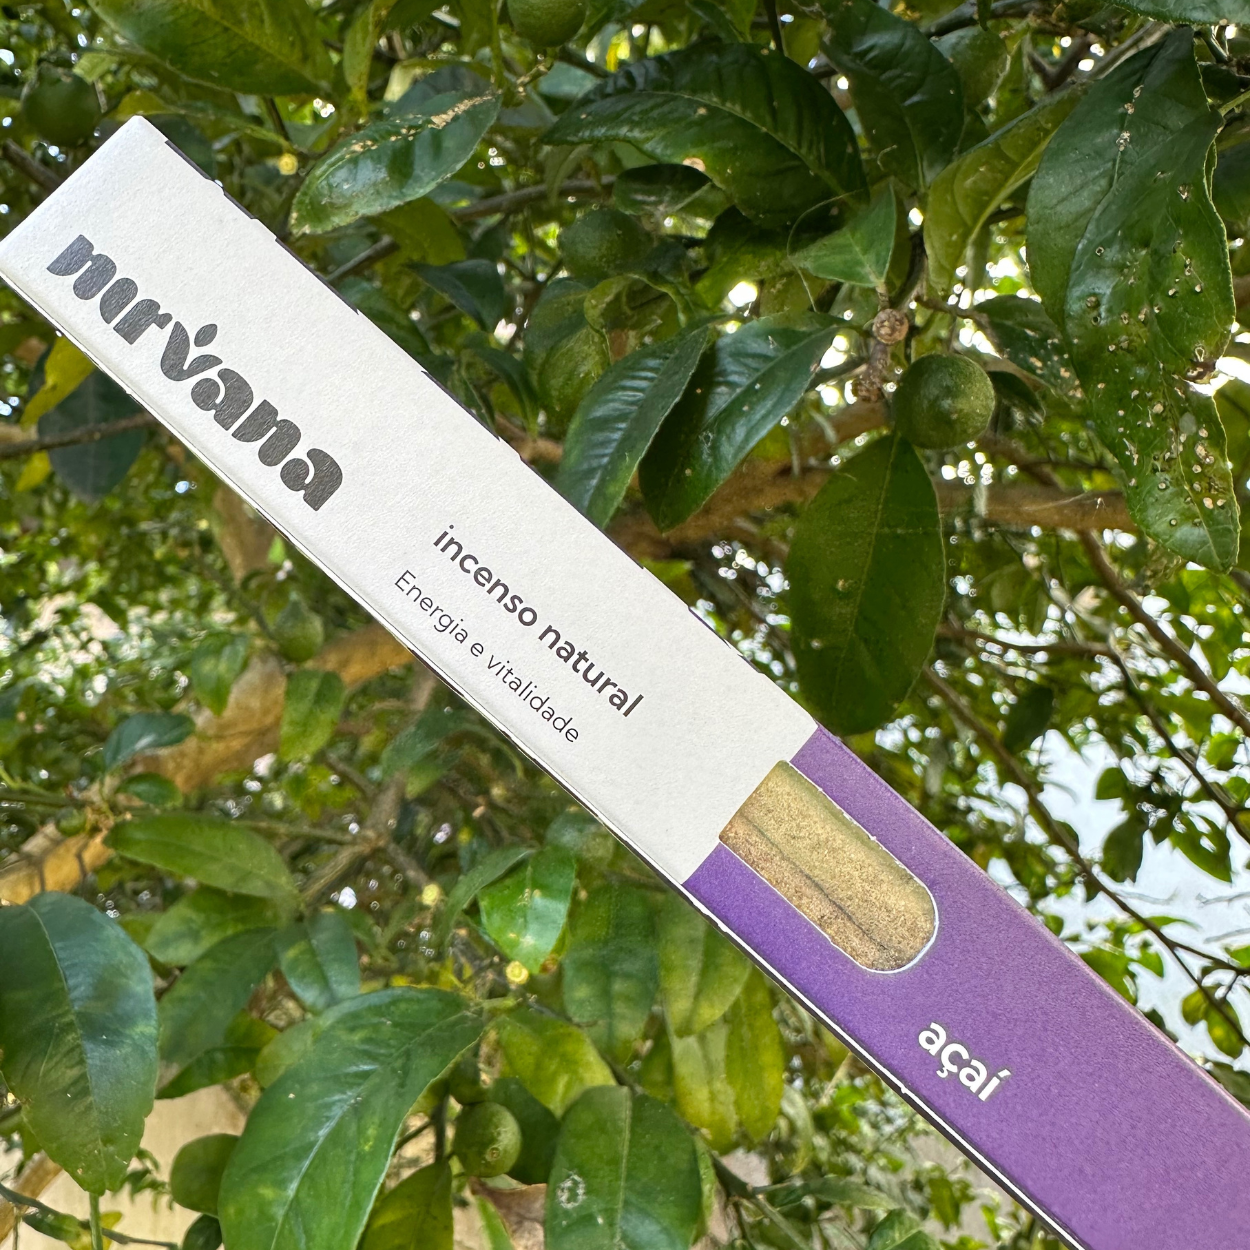 nirvana
incenso natural
Energia e vitalidade
açaí